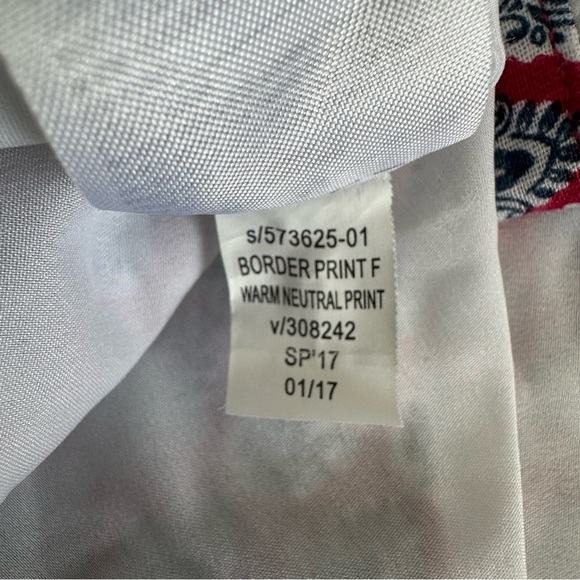 s/573625-01
BORDER PRINT F
WARM NEUTRAL PRINT
v/308242
SP'17
01/17